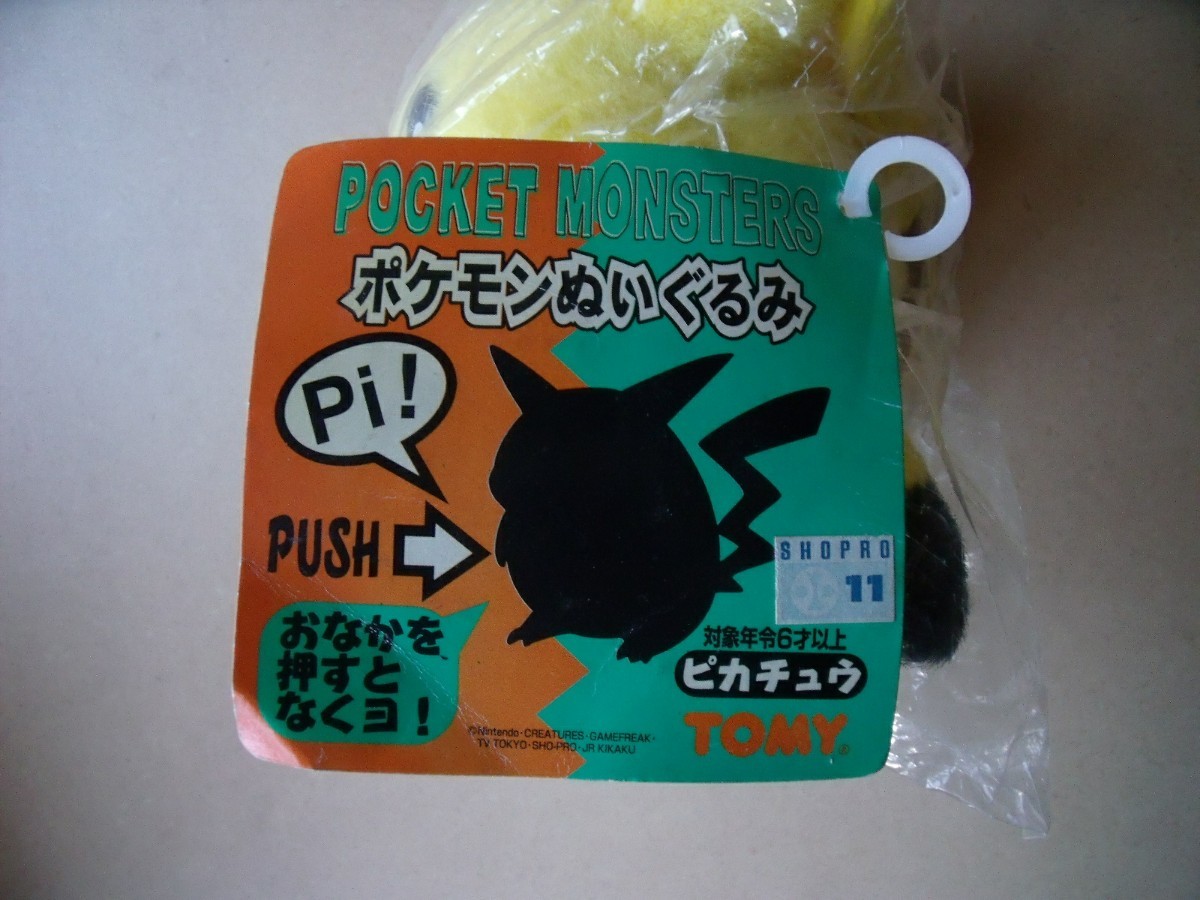 POCKET MONSTERS
ポケモンぬいぐるみ
Pi!
PUSH
おなかを
押すと
なくヨ!
SHOPRO
11
対象年令6才以上
ピカチュウ
TOMY®
©Nintendo・CREATURES・GAMEFREAK・
TV TOKYO・SHO-PRO・JR KIKAKU